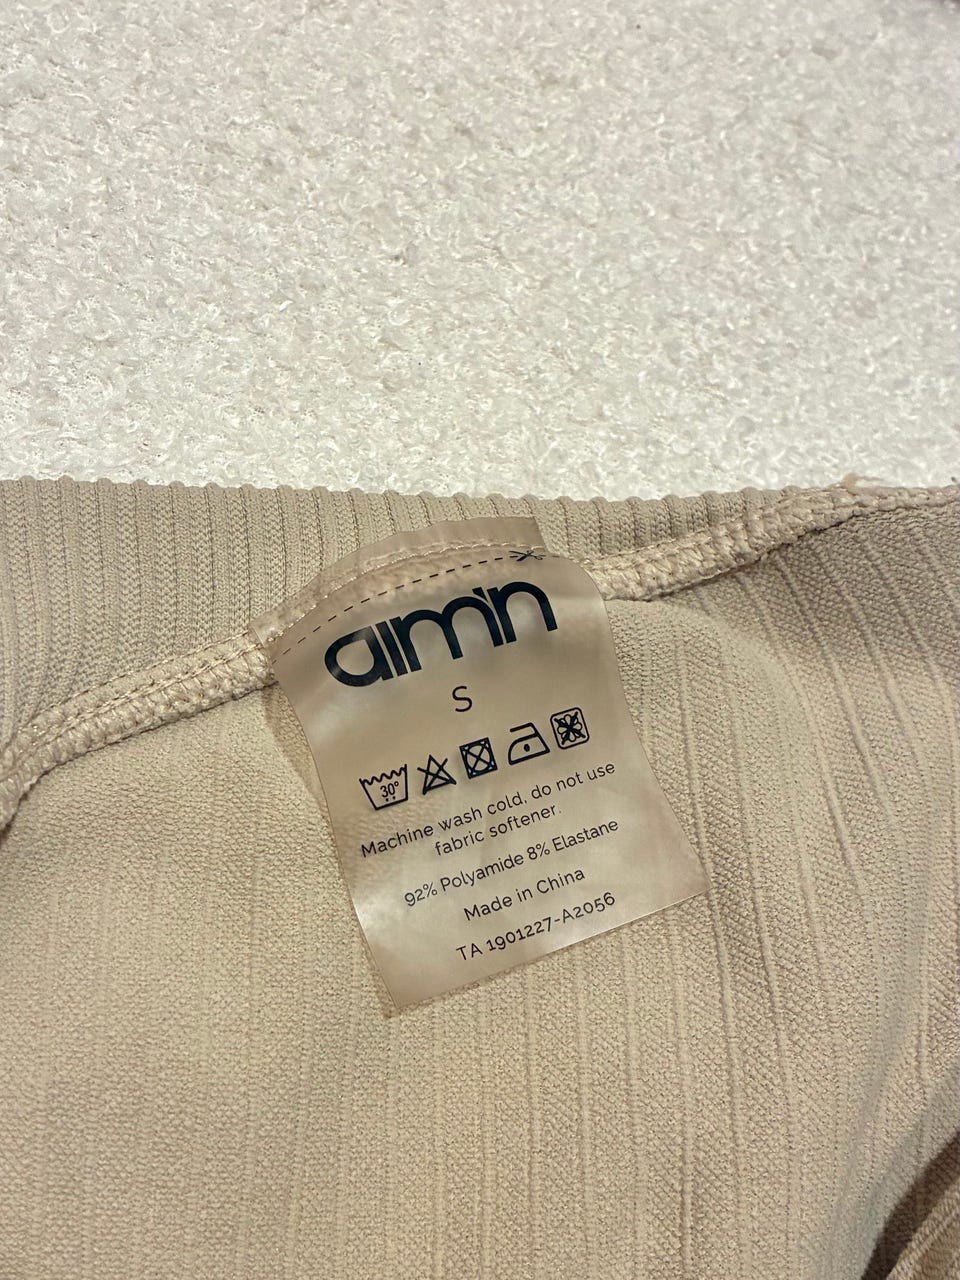 aim'n
S
30°
Machine wash cold, do not use
fabric softener.
92% Polyamide 8% Elastane
Made in China
TA 1901227-A2056